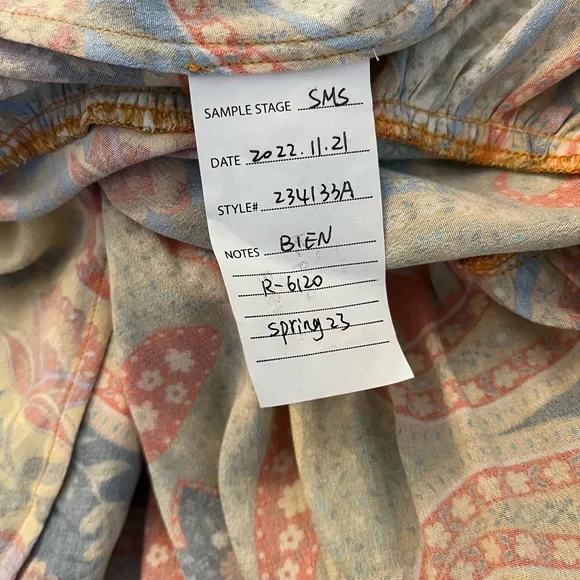 SAMPLE STAGE SMS
DATE 2022.11.21
STYLE# 234133A
NOTES BIEN
R-6120
Spring 23